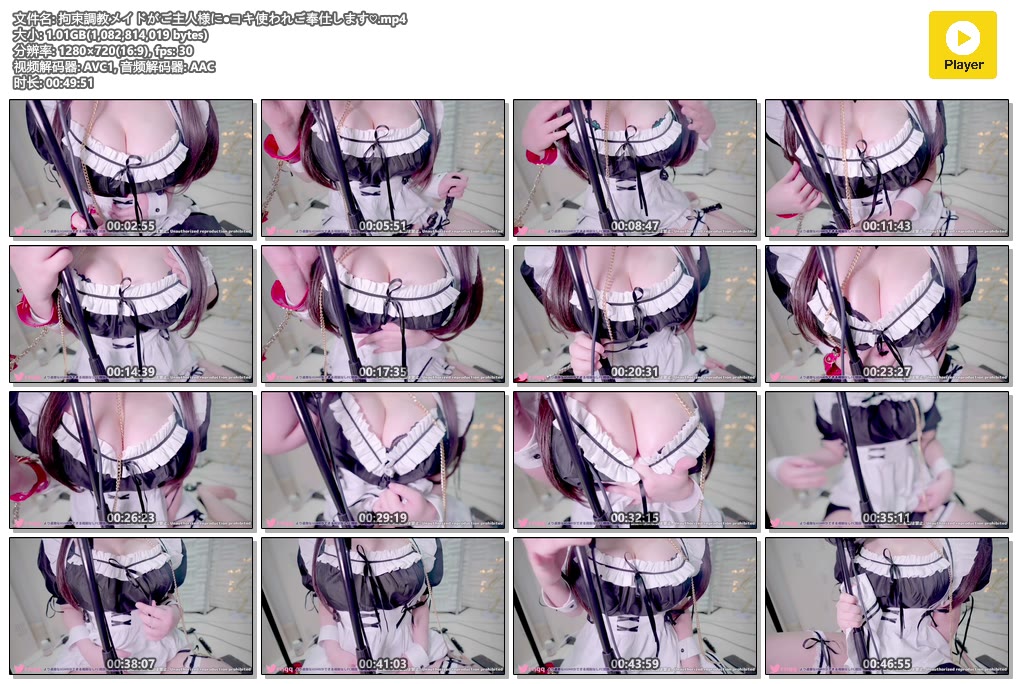 文件名: 拘束調教メイドがご主人様に●コキ使われご奉仕します♡.mp4
大小: 1.01GB(1,082,814,019 bytes)
分辨率: 1280×720(16:9), fps: 30
视频解码器: AVC1, 音频解码器: AAC
时长: 00:49:51
Player
00:02:55
00:05:51
00:08:47
00:11:43
00:14:39
00:17:35
00:20:31
00:23:27
00:26:23
00:29:19
00:32:15
00:35:11
00:38:07
00:41:03
00:43:59
00:46:55
Unauthorized reproduction prohibited